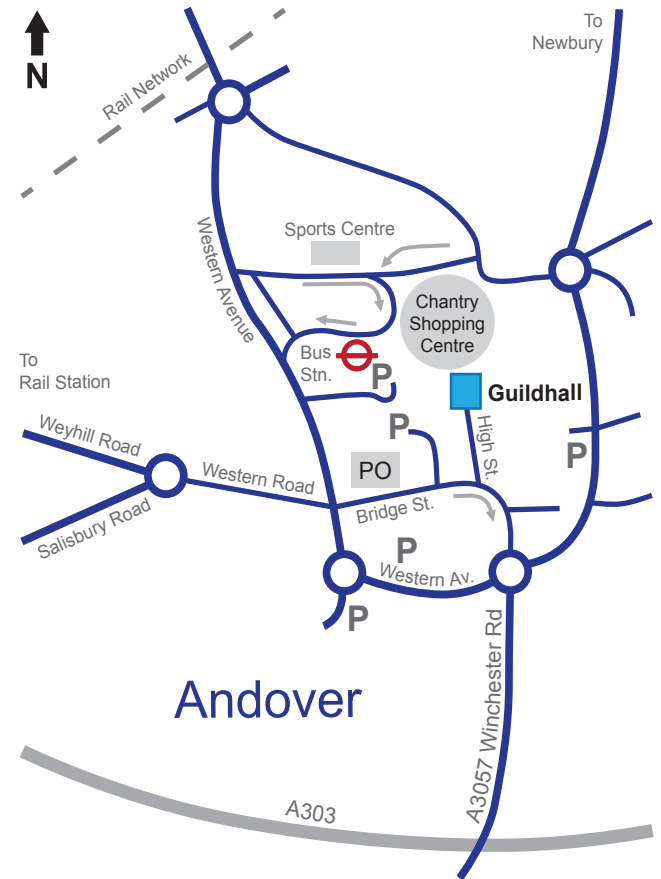 N
Rail Network
To
Newbury
Western Avenue
Sports Centre
Chantry
Shopping
Centre
Bus
Stn.
P
Guildhall
To
Rail Station
Weyhill Road
Salisbury Road
Western Road
P
High St.
P
PO
Bridge St.
P
Western Av.
P
Andover
A3057 Winchester Rd
A303